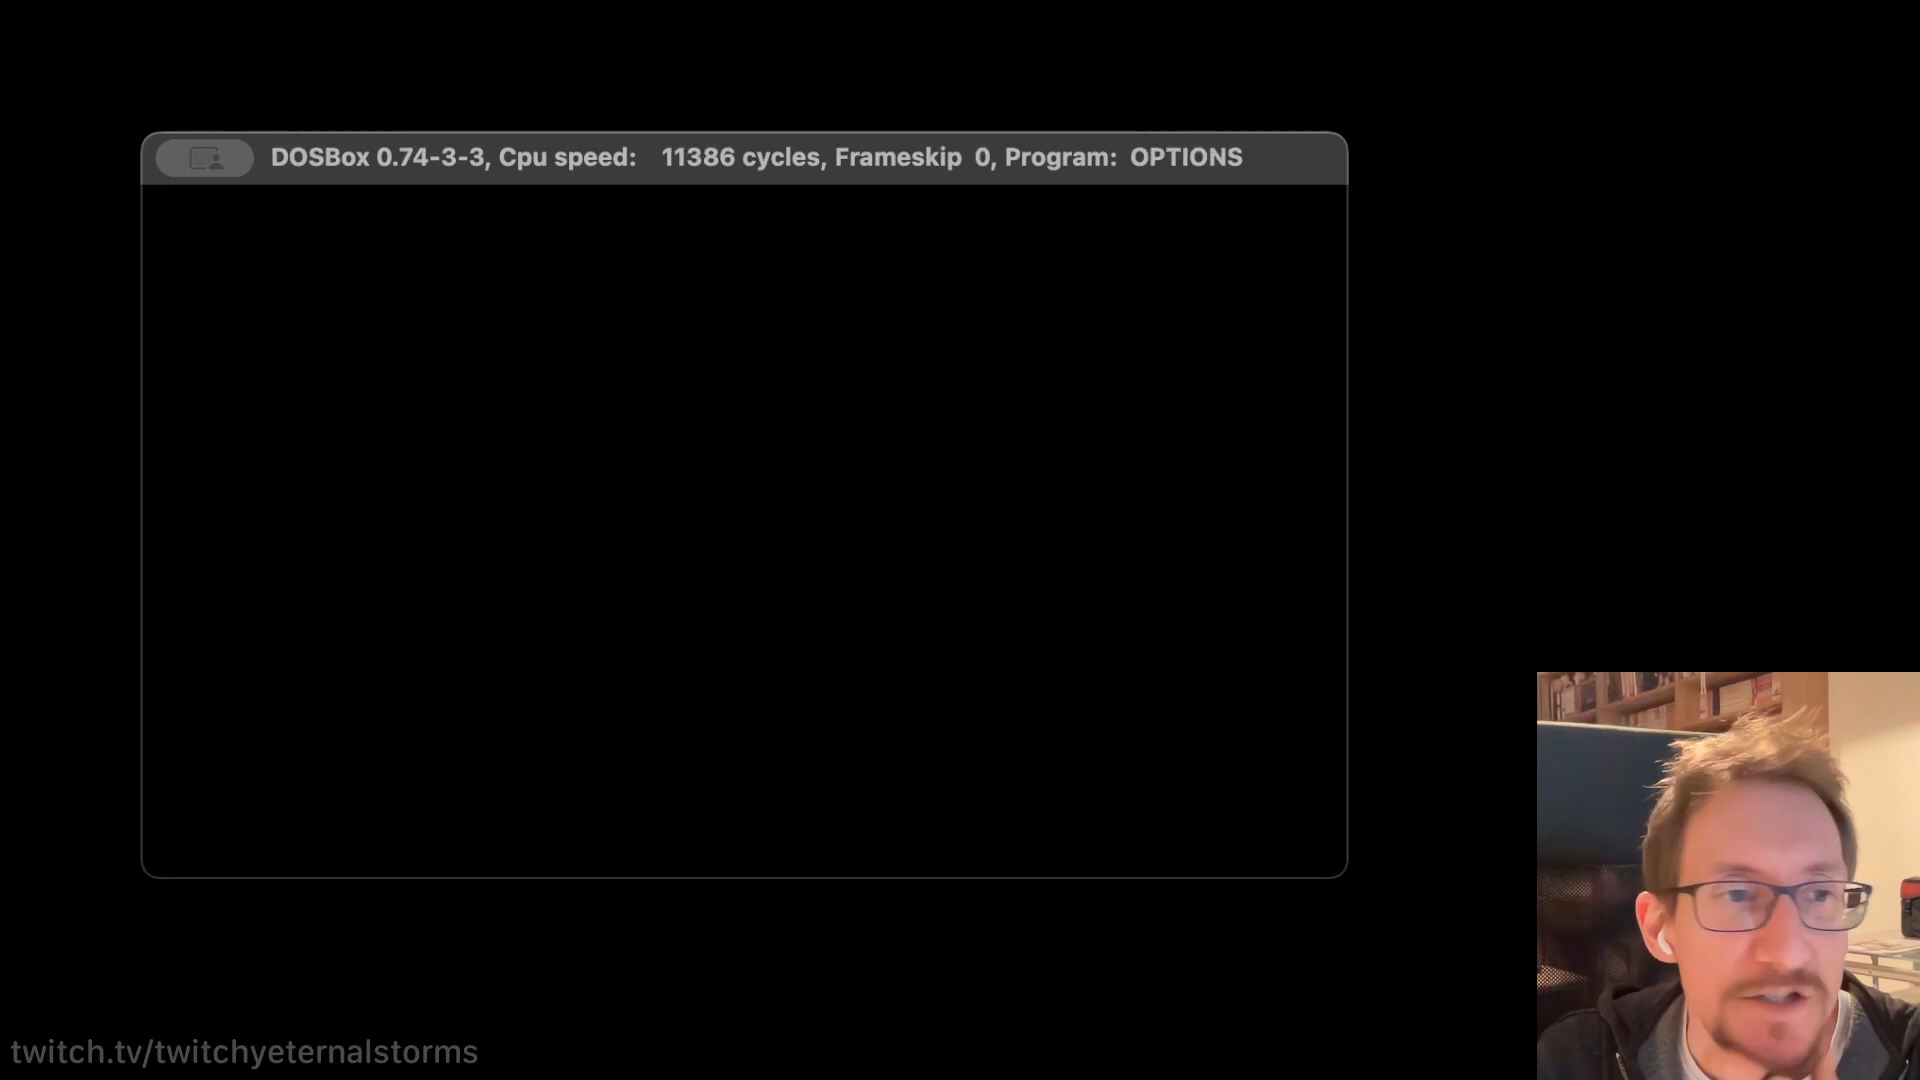 DOSBox 0.74-3-3, Cpu speed: 11386 cycles, Frameskip 0, Program: OPTIONS
twitch.tv/twitchyeternalstorms